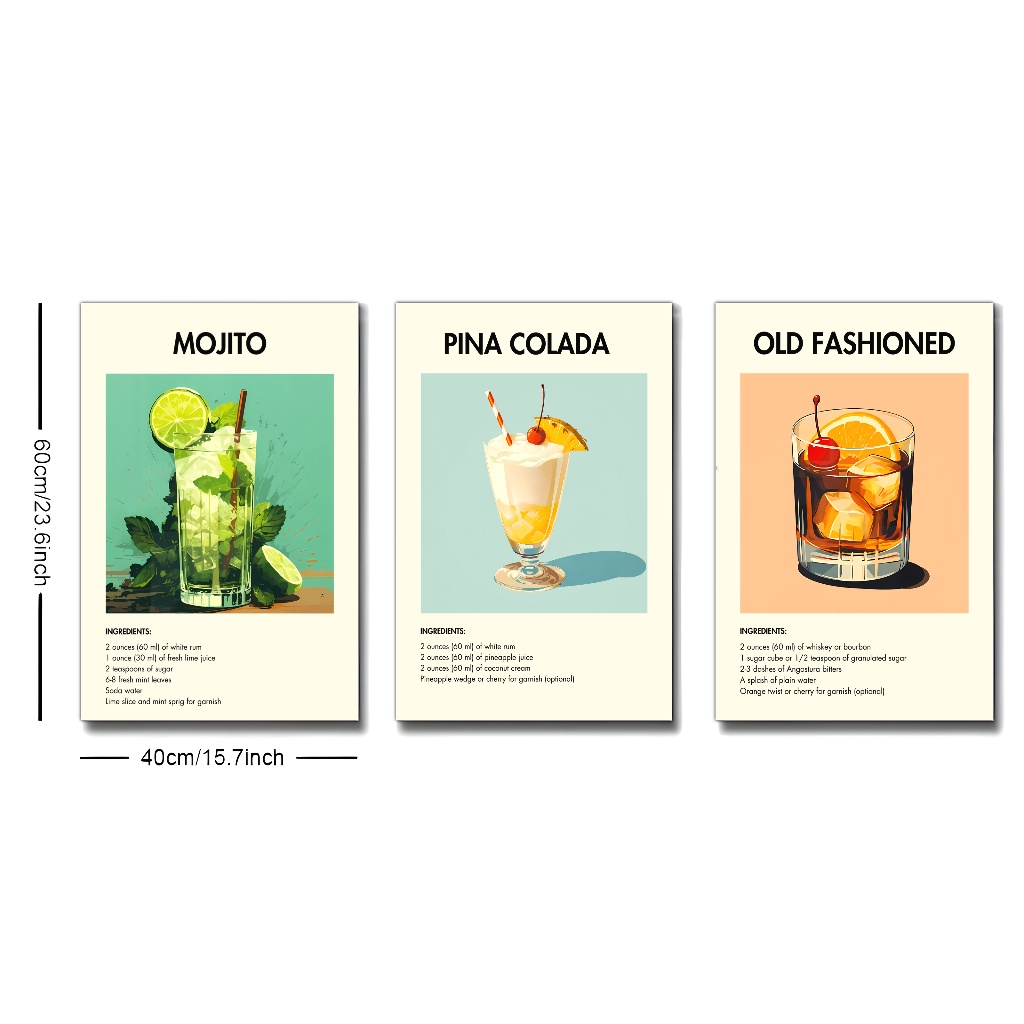 MOJITO
INGREDIENTS:
2 ounces (60 ml) of white rum
1 ounce (30 ml) of fresh lime juice
2 teaspoons of sugar
6-8 fresh mint leaves
Soda water
Lime slice and mint sprig for garnish
PINA COLADA
INGREDIENTS:
2 ounces (60 ml) of white rum
2 ounces (60 ml) of pineapple juice
2 ounces (60 ml) of coconut cream
Pineapple wedge or cherry for garnish (optional)
OLD FASHIONED
INGREDIENTS:
2 ounces (60 ml) of whiskey or bourbon
1 sugar cube or 1/2 teaspoon of granulated sugar
2-3 dashes of Angostura bitters
A splash of plain water
Orange twist or cherry for garnish (optional)
60cm/23.6inch
40cm/15.7inch